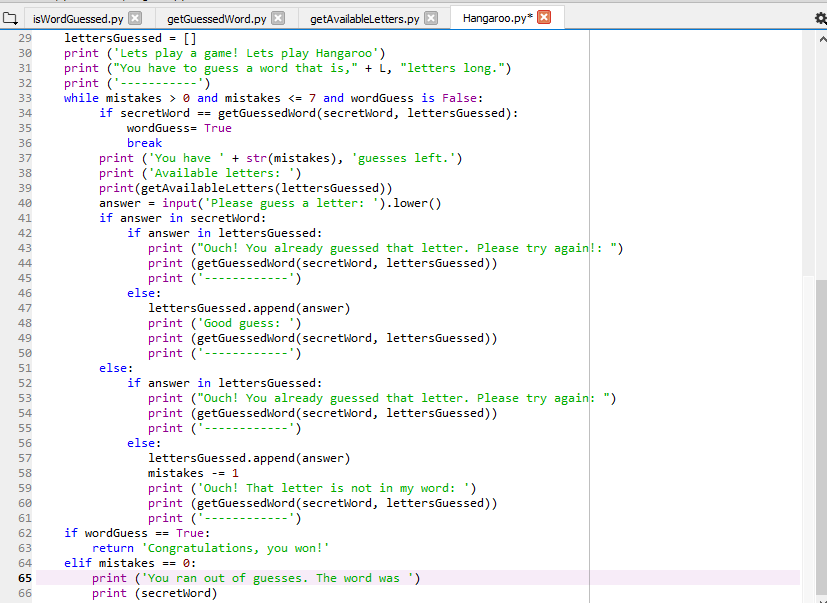 isWordGuessed.py getGuessedWord.py getAvailableLetters.py Hangaroo.py*
29 lettersGuessed = []
30 print ('Lets play a game! Lets play Hangaroo')
31 print ("You have to guess a word that is," + L, "letters long.")
32 print ('-----------')
33 while mistakes > 0 and mistakes <= 7 and wordGuess is False:
34 if secretWord == getGuessedWord(secretWord, lettersGuessed):
35 wordGuess= True
36 break
37 print ('You have ' + str(mistakes), 'guesses left.')
38 print ('Available letters: ')
39 print(getAvailableLetters(lettersGuessed))
40 answer = input('Please guess a letter: ').lower()
41 if answer in secretWord:
42 if answer in lettersGuessed:
43 print ("Ouch! You already guessed that letter. Please try again!: ")
44 print (getGuessedWord(secretWord, lettersGuessed))
45 print ('------------')
46 else:
47 lettersGuessed.append(answer)
48 print ('Good guess: ')
49 print (getGuessedWord(secretWord, lettersGuessed))
50 print ('------------')
51 else:
52 if answer in lettersGuessed:
53 print ("Ouch! You already guessed that letter. Please try again: ")
54 print (getGuessedWord(secretWord, lettersGuessed))
55 print ('------------')
56 else:
57 lettersGuessed.append(answer)
58 mistakes -= 1
59 print ('Ouch! That letter is not in my word: ')
60 print (getGuessedWord(secretWord, lettersGuessed))
61 print ('------------')
62 if wordGuess == True:
63 return 'Congratulations, you won!'
64 elif mistakes == 0:
65 print ('You ran out of guesses. The word was ')
66 print (secretWord)